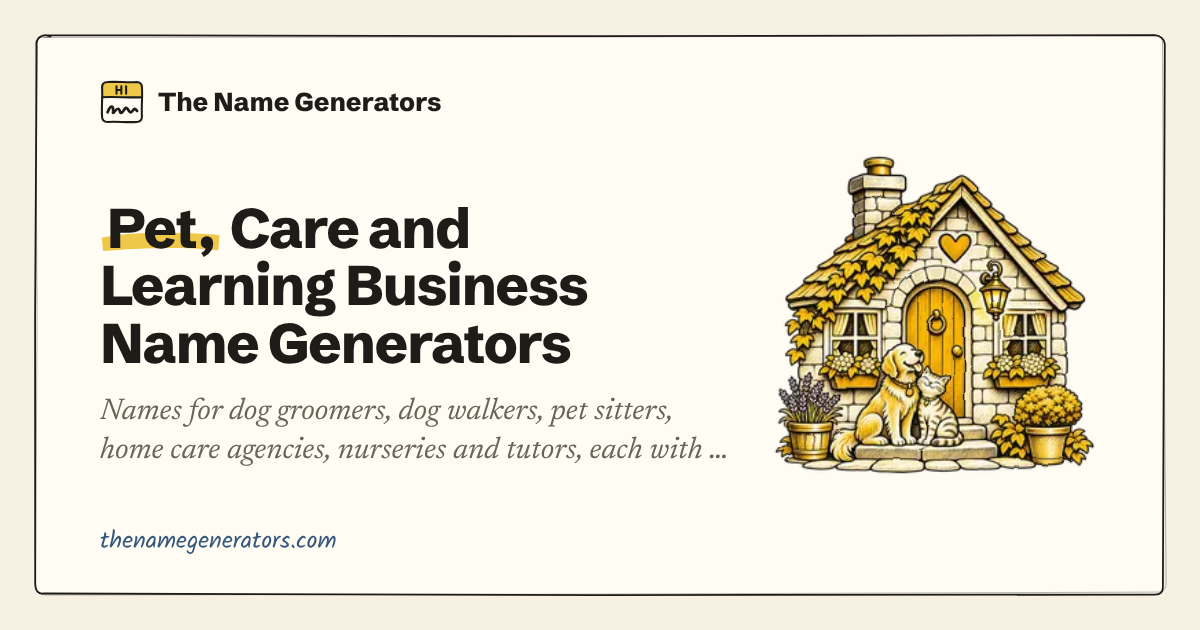 HI
The Name Generators
Pet, Care and
Learning Business
Name Generators
Names for dog groomers, dog walkers, pet sitters,
home care agencies, nurseries and tutors, each with ...
thenamegenerators.com